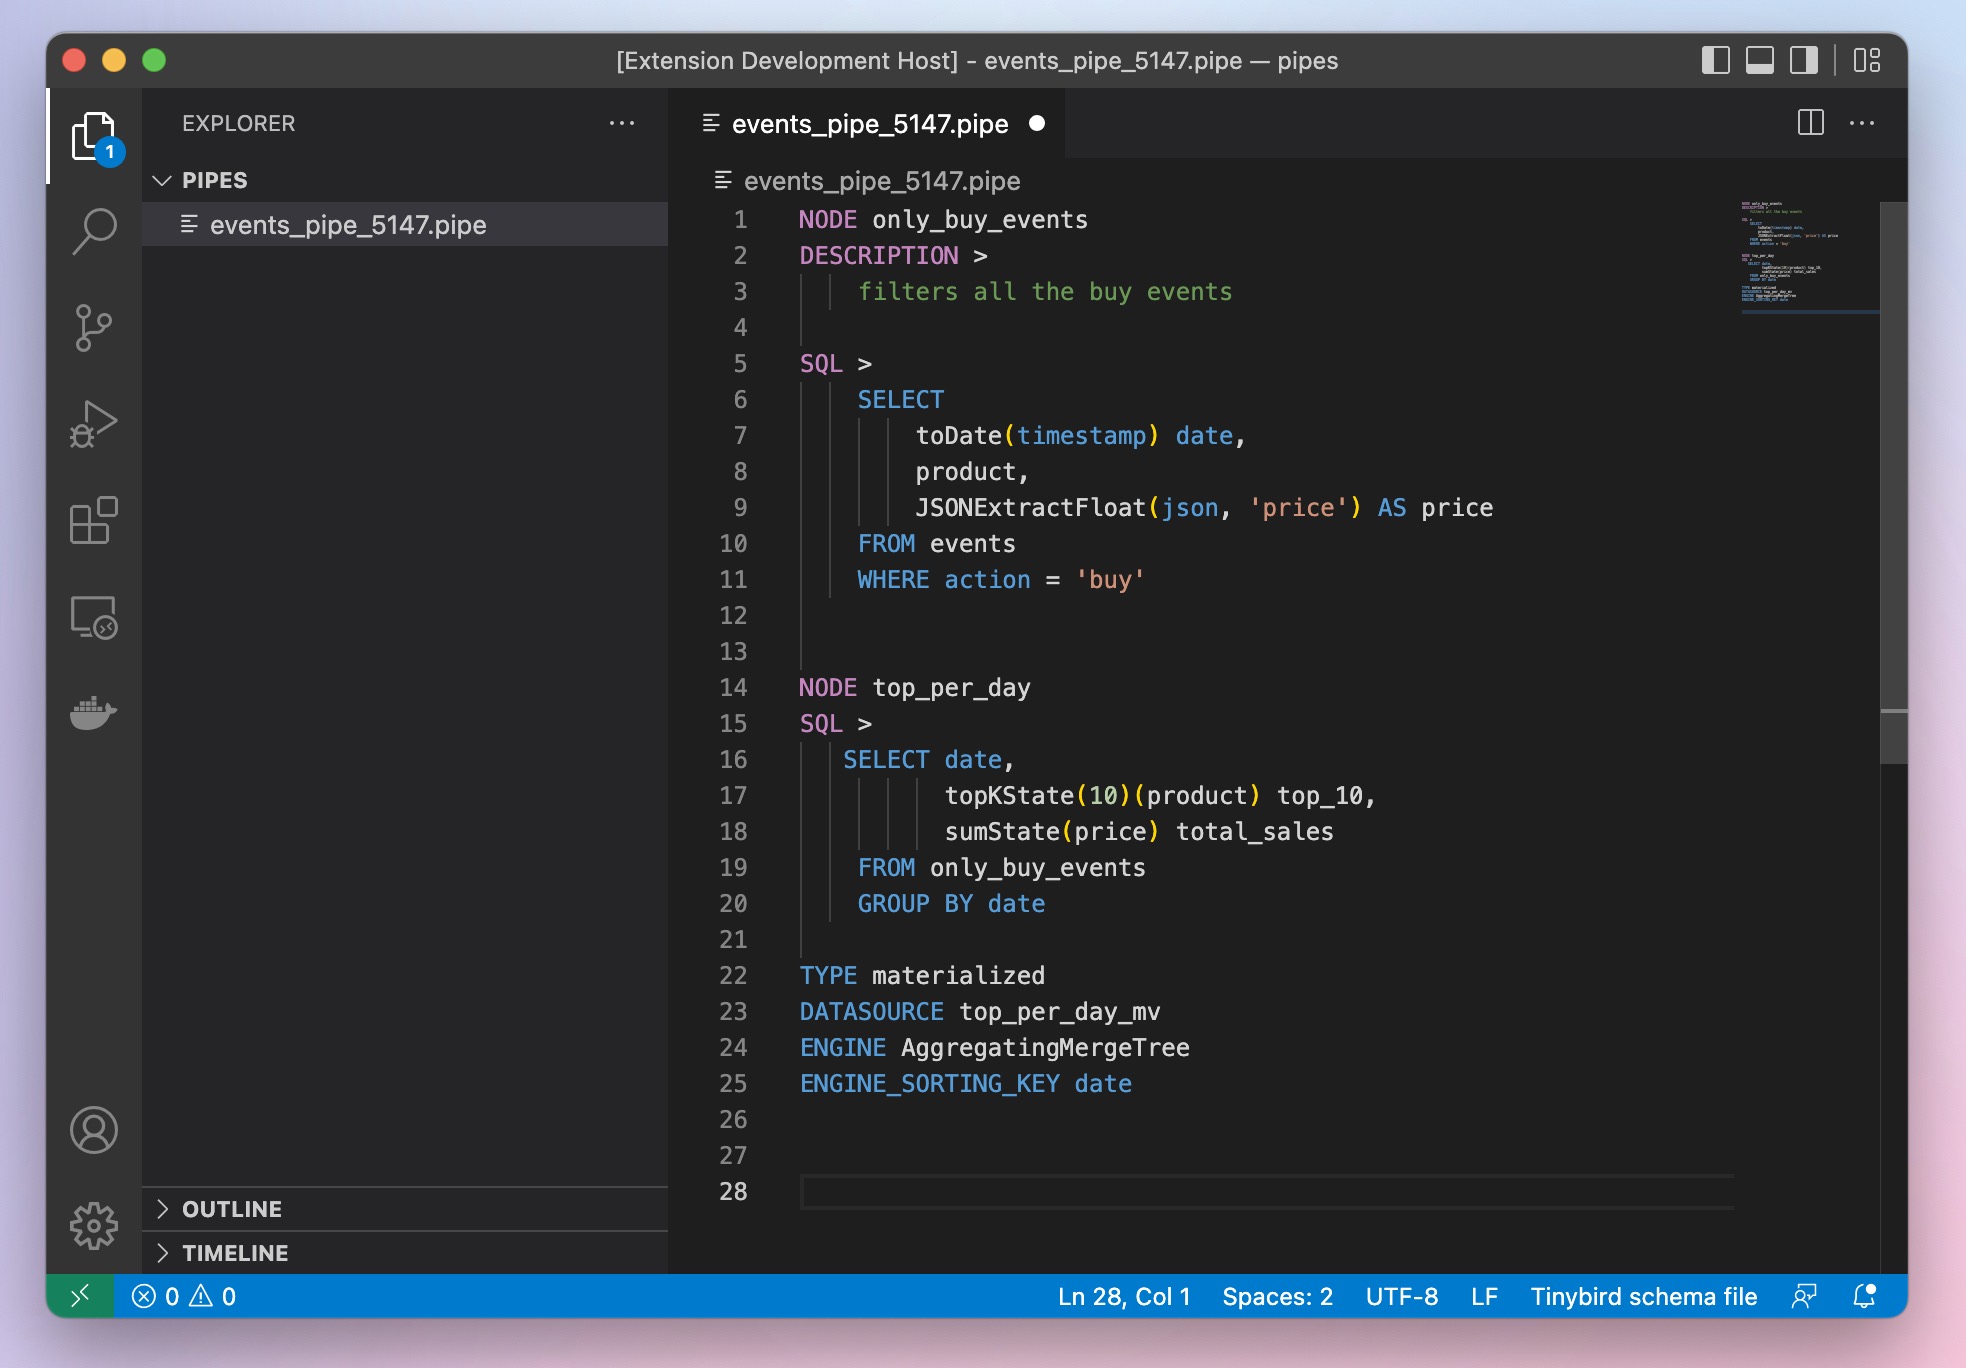 [Extension Development Host] - events_pipe_5147.pipe — pipes
EXPLORER
1
PIPES
events_pipe_5147.pipe
OUTLINE
TIMELINE
events_pipe_5147.pipe
events_pipe_5147.pipe
1 NODE only_buy_events
2 DESCRIPTION >
3 filters all the buy events
4
5 SQL >
6 SELECT
7 toDate(timestamp) date,
8 product,
9 JSONExtractFloat(json, 'price') AS price
10 FROM events
11 WHERE action = 'buy'
12
13
14 NODE top_per_day
15 SQL >
16 SELECT date,
17 topKState(10)(product) top_10,
18 sumState(price) total_sales
19 FROM only_buy_events
20 GROUP BY date
21
22 TYPE materialized
23 DATASOURCE top_per_day_mv
24 ENGINE AggregatingMergeTree
25 ENGINE_SORTING_KEY date
26
27
28
0 0 Ln 28, Col 1 Spaces: 2 UTF-8 LF Tinybird schema file